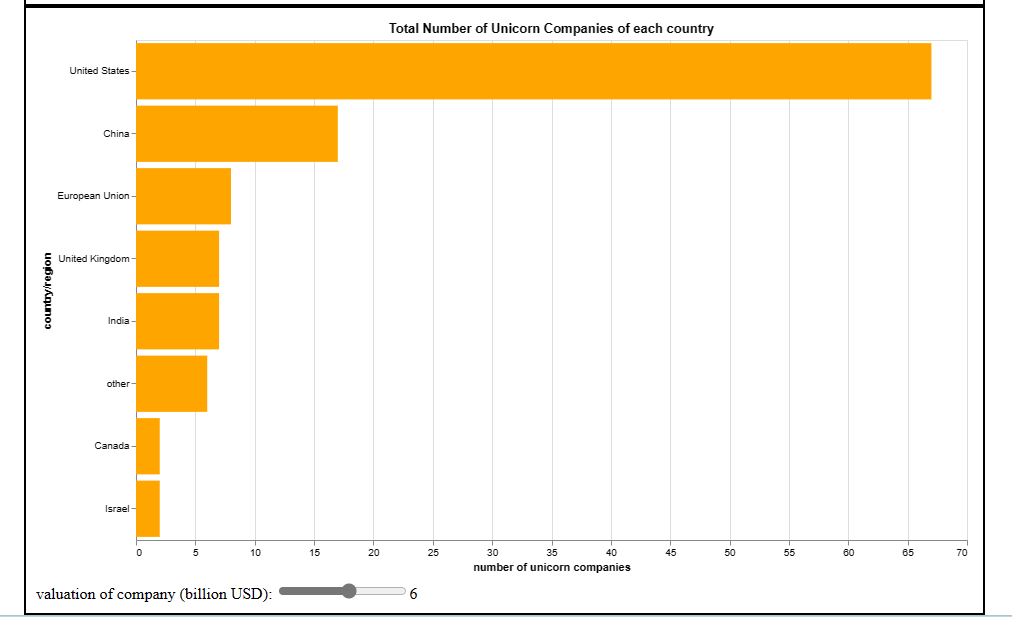 Total Number of Unicorn Companies of each country
United States
China
European Union
United Kingdom
India
other
Canada
Israel
country/region
0 5 10 15 20 25 30 35 40 45 50 55 60 65 70
number of unicorn companies
valuation of company (billion USD): 6